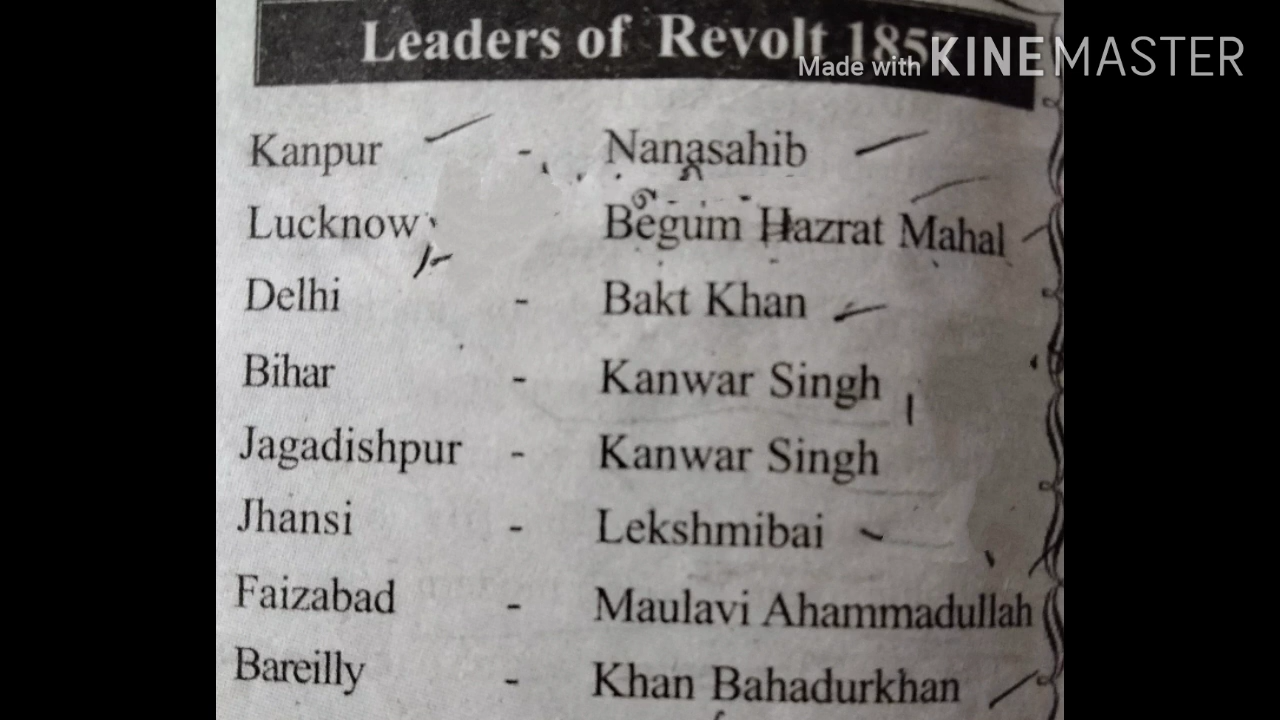 Leaders of Revolt 1857
Made with KINEMASTER
Kanpur - Nanasahib
Lucknow Begum Hazrat Mahal
Delhi - Bakt Khan
Bihar - Kanwar Singh
Jagadishpur - Kanwar Singh
Jhansi - Lekshmibai
Faizabad - Maulavi Ahammadullah
Bareilly - Khan Bahadurkhan